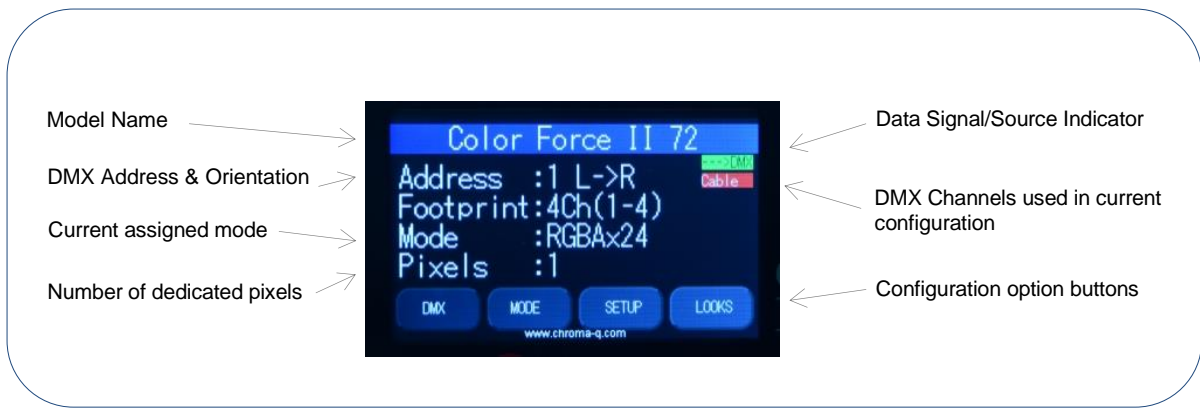 Model Name
DMX Address & Orientation
Current assigned mode
Number of dedicated pixels
Color Force II 72
--->DMX
Address :1 L->R
Cable
Footprint:4Ch(1-4)
Mode :RGBAx24
Pixels :1
DMX MODE SETUP LOOKS
www.chroma-q.com
Data Signal/Source Indicator
DMX Channels used in current
configuration
Configuration option buttons